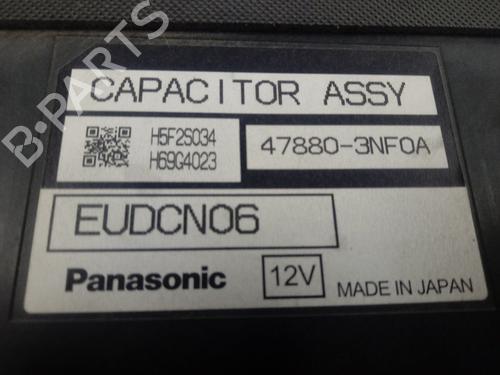 B-PARTS
CAPACITOR ASSY
H5F2S034
H69G4023
47880-3NF0A
EUDCN06
Panasonic 12V MADE IN JAPAN